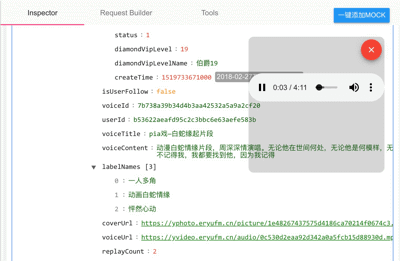 Inspector Request Builder Tools 一键添加MOCK
status : 1
diamondVipLevel : 19
diamondVipLevelName : 伯爵19
createTime : 1519733671000 2018-02-2
isUserFollow : false
voiceId : 7b738a39b34d4b3aa42532a5a9a2cf20
0:03 / 4:11
userId : b53622aeafd95c2c3bbc6e63aefe583b
voiceTitle : pia戏-白蛇缘起片段
voiceContent : 动漫白蛇情缘片段，周深深情演唱。无论他在世间何处，无论他是何模样，无
不记得我，我都要找到他，因为我记得
labelNames [3]
0 : 一人多角
1 : 动画白蛇情缘
2 : 怦然心动
coverUrl : https://yphoto.eryufm.cn/picture/1e48267437575d4186ca70214f0674c3.
voiceUrl : https://yvideo.eryufm.cn/audio/0c530d2eaa92d342a0a5fcb15d88930d.mp
replayCount : 2